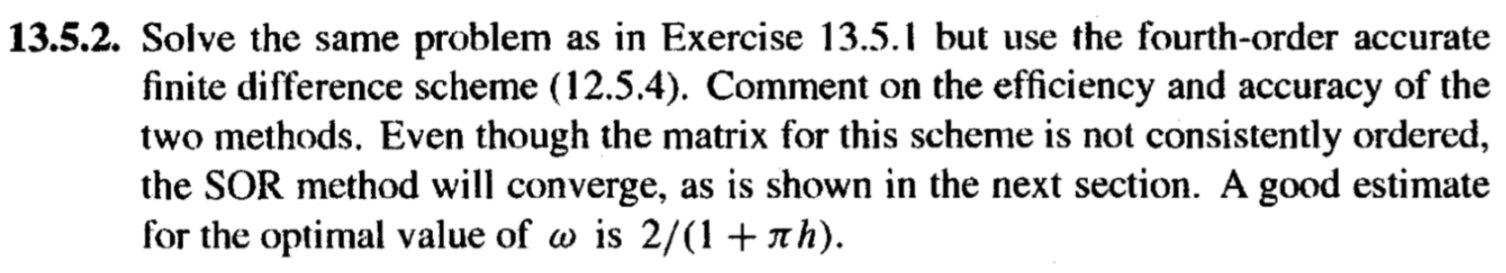 13.5.2. Solve the same problem as in Exercise 13.5.1 but use the fourth-order accurate
finite difference scheme (12.5.4). Comment on the efficiency and accuracy of the
two methods. Even though the matrix for this scheme is not consistently ordered,
the SOR method will converge, as is shown in the next section. A good estimate
for the optimal value of ω is 2/(1 + πh).